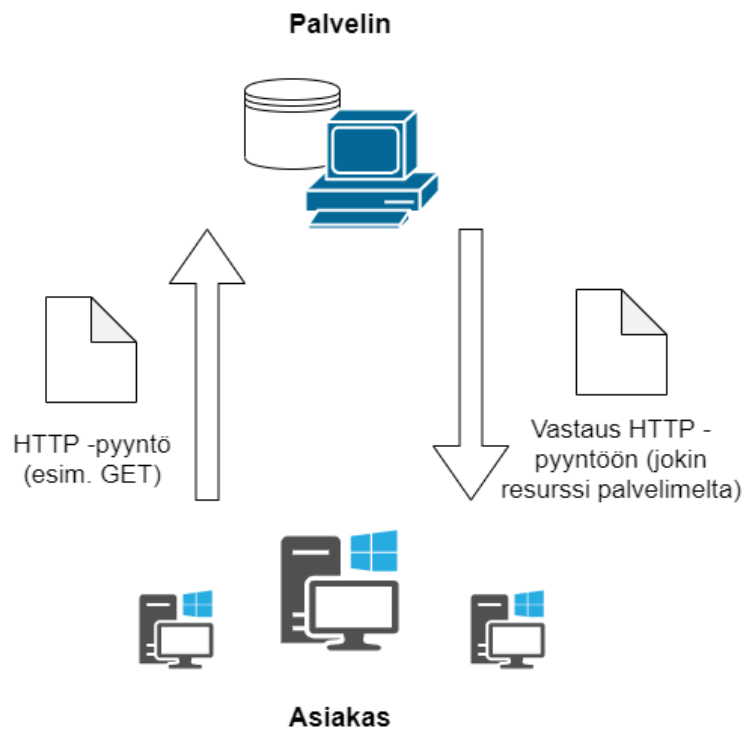 Palvelin
HTTP -pyyntö
(esim. GET)
Vastaus HTTP -
pyyntöön (jokin
resurssi palvelimelta)
Asiakas